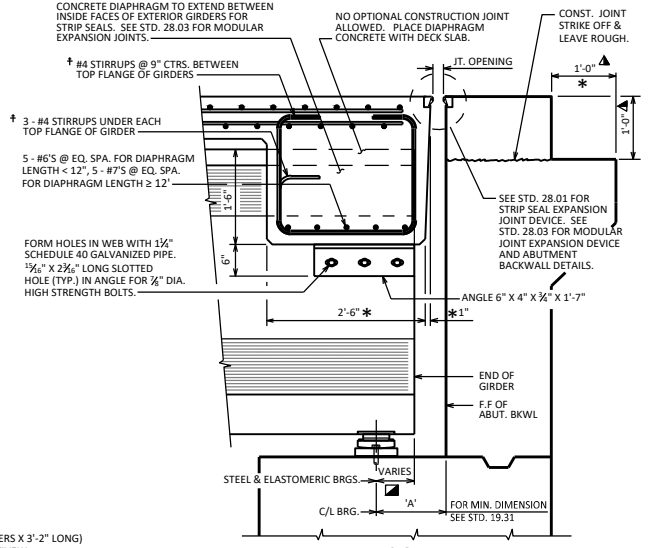 CONCRETE DIAPHRAGM TO EXTEND BETWEEN
INSIDE FACES OF EXTERIOR GIRDERS FOR
STRIP SEALS. SEE STD. 28.03 FOR MODULAR
EXPANSION JOINTS.
NO OPTIONAL CONSTRUCTION JOINT
ALLOWED. PLACE DIAPHRAGM
CONCRETE WITH DECK SLAB.
CONST. JOINT
STRIKE OFF &
LEAVE ROUGH.
JT. OPENING
1'-0"
*
1'-0"
† #4 STIRRUPS @ 9" CTRS. BETWEEN
TOP FLANGE OF GIRDERS
† 3 - #4 STIRRUPS UNDER EACH
TOP FLANGE OF GIRDER
5 - #6'S @ EQ. SPA. FOR DIAPHRAGM
LENGTH < 12", 5 - #7'S @ EQ. SPA.
FOR DIAPHRAGM LENGTH ≥ 12'
1'-6"
6"
SEE STD. 28.01 FOR
STRIP SEAL EXPANSION
JOINT DEVICE. SEE
STD. 28.03 FOR MODULAR
JOINT EXPANSION DEVICE
AND ABUTMENT
BACKWALL DETAILS.
FORM HOLES IN WEB WITH 1¼"
SCHEDULE 40 GALVANIZED PIPE.
15⁄16" X 2 3⁄16" LONG SLOTTED
HOLE (TYP.) IN ANGLE FOR ⅞" DIA.
HIGH STRENGTH BOLTS.
ANGLE 6" X 4" X ¾" X 1'-7"
2'-6" *
*1"
END OF
GIRDER
F.F OF
ABUT. BKWL
STEEL & ELASTOMERIC BRGS.
VARIES
C/L BRG.
'A'
FOR MIN. DIMENSION
SEE STD. 19.31
ERS X 3'-2" LONG)